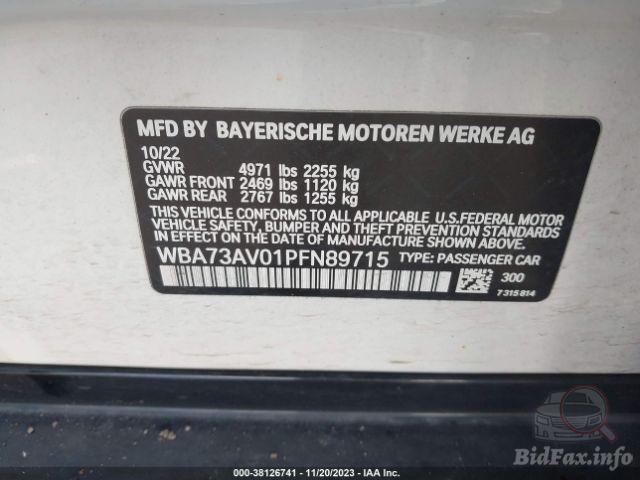 MFD BY BAYERISCHE MOTOREN WERKE AG
10/22
GVWR 4971 lbs 2255 kg
GAWR FRONT 2469 lbs 1120 kg
GAWR REAR 2767 lbs 1255 kg
THIS VEHICLE CONFORMS TO ALL APPLICABLE U.S.FEDERAL MOTOR
VEHICLE SAFETY, BUMPER AND THEFT PREVENTION STANDARDS
IN EFFECT ON THE DATE OF MANUFACTURE SHOWN ABOVE.
WBA73AV01PFN89715 TYPE: PASSENGER CAR
300
7315814
BidFax.info
000-38126741 - 11/20/2023 - IAA Inc.